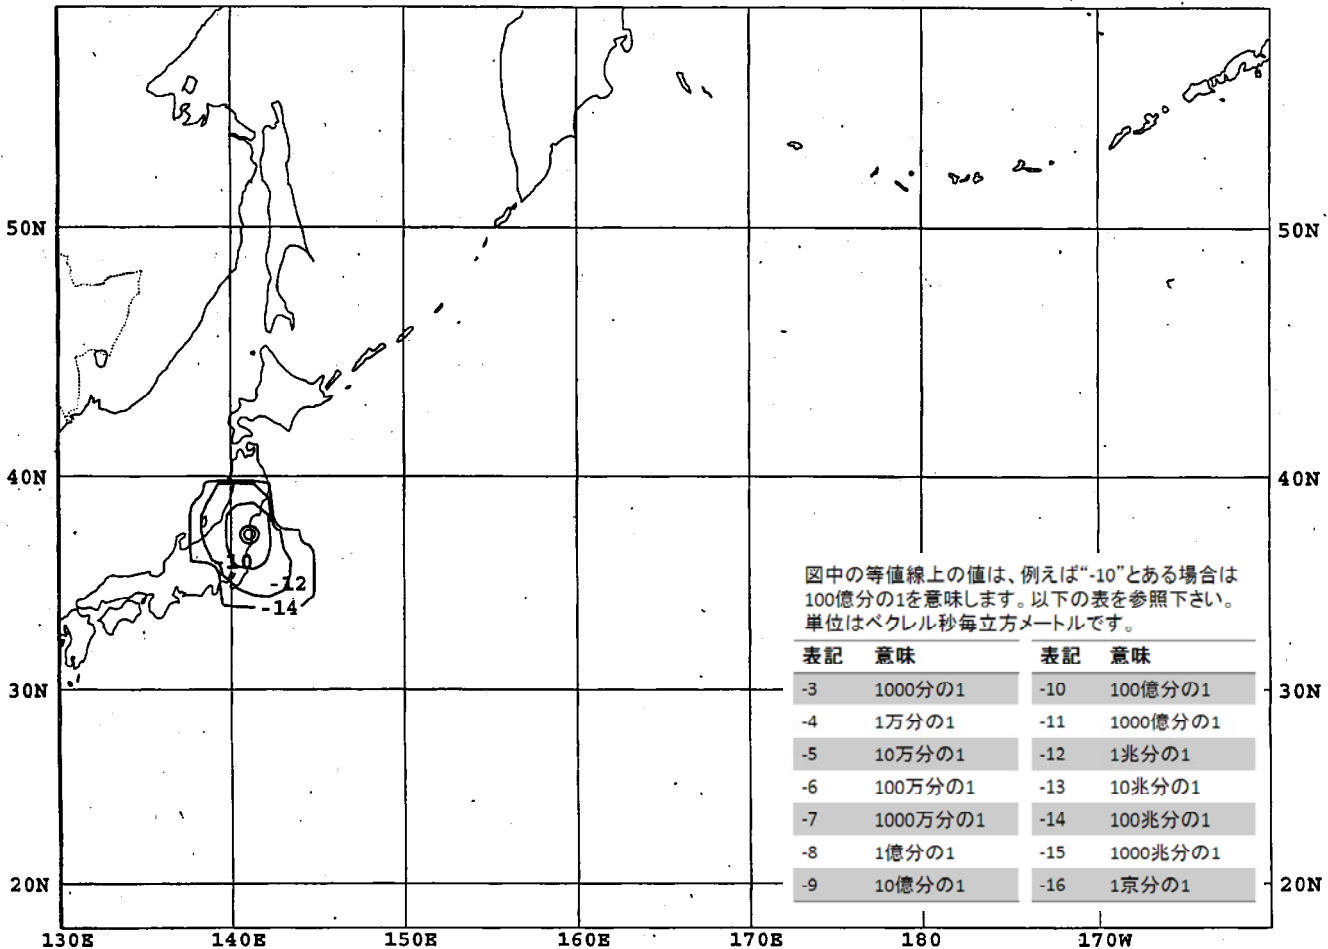 50N
50N
40N
40N
-10
-12
-14
図中の等値線上の値は、例えば“-10”とある場合は
100億分の1を意味します。以下の表を参照下さい。
単位はベクレル秒毎立方メートルです。
表記 意味 表記 意味
-3 1000分の1 -10 100億分の1
-4 1万分の1 -11 1000億分の1
-5 10万分の1 -12 1兆分の1
-6 100万分の1 -13 10兆分の1
-7 1000万分の1 -14 100兆分の1
-8 1億分の1 -15 1000兆分の1
-9 10億分の1 -16 1京分の1
30N
30N
20N
20N
130E 140E 150E 160E 170E 180 170W